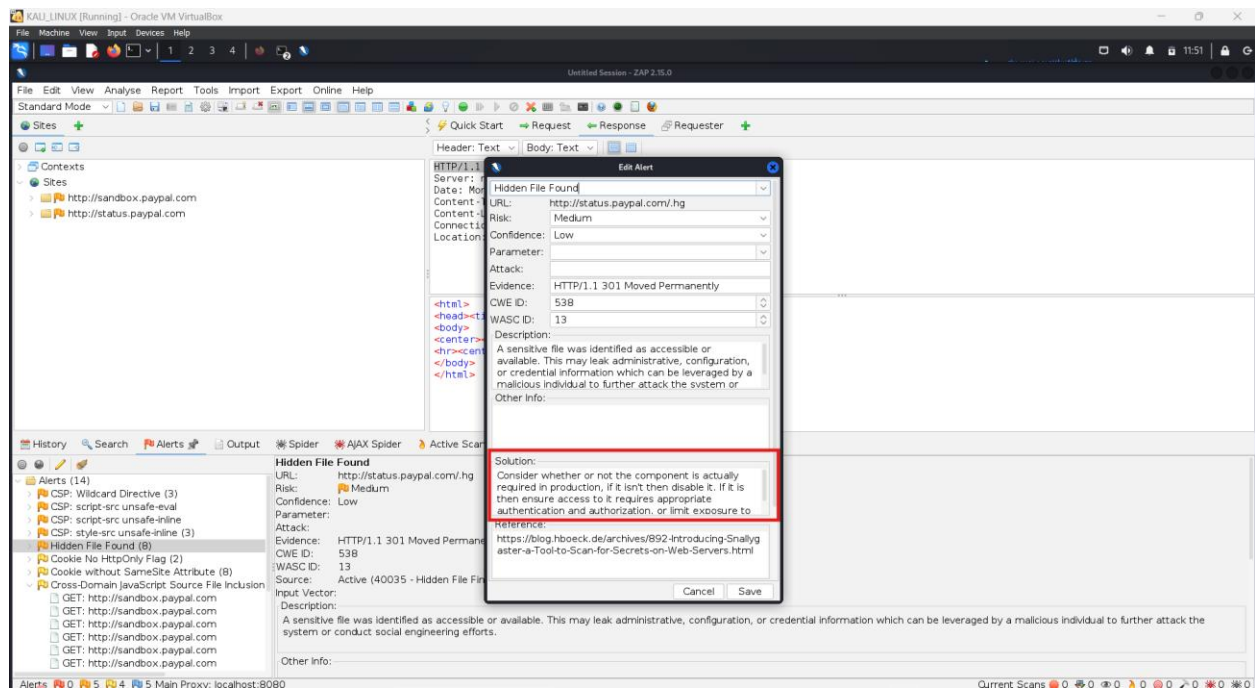 KALI_LINUX [Running] - Oracle VM VirtualBox
File Machine View Input Devices Help
1 2 3 4
11:51
Untitled Session - ZAP 2.15.0
File Edit View Analyse Report Tools Import Export Online Help
Standard Mode
Sites
Quick Start Request Response Requester
Header: Text Body: Text
Contexts
Sites
http://sandbox.paypal.com
http://status.paypal.com
HTTP/1.1
Server:
Date: Mon
Content-
Content-
Connectio
Location:
<html>
<head><ti
<body>
<center>
<hr><cent
</body>
</html>
Edit Alert
Hidden File Found
URL: http://status.paypal.com/.hg
Risk: Medium
Confidence: Low
Parameter:
Attack:
Evidence: HTTP/1.1 301 Moved Permanently
CWE ID: 538
WASC ID: 13
Description:
A sensitive file was identified as accessible or
available. This may leak administrative, configuration,
or credential information which can be leveraged by a
malicious individual to further attack the system or
Other Info:
Solution:
Consider whether or not the component is actually
required in production, if it isn't then disable it. If it is
then ensure access to it requires appropriate
authentication and authorization, or limit exposure to
Reference:
https://blog.hboeck.de/archives/892-Introducing-Snallyg
aster-a-Tool-to-Scan-for-Secrets-on-Web-Servers.html
Cancel Save
History Search Alerts Output Spider AJAX Spider Active Scan
Alerts (14)
CSP: Wildcard Directive (3)
CSP: script-src unsafe-eval
CSP: script-src unsafe-inline
CSP: style-src unsafe-inline (3)
Hidden File Found (8)
Cookie No HttpOnly Flag (2)
Cookie without SameSite Attribute (8)
Cross-Domain JavaScript Source File Inclusion
GET: http://sandbox.paypal.com
GET: http://sandbox.paypal.com
GET: http://sandbox.paypal.com
GET: http://sandbox.paypal.com
GET: http://sandbox.paypal.com
GET: http://sandbox.paypal.com
Hidden File Found
URL: http://status.paypal.com/.hg
Risk: Medium
Confidence: Low
Parameter:
Attack:
Evidence: HTTP/1.1 301 Moved Permane
CWE ID: 538
WASC ID: 13
Source: Active (40035 - Hidden File Fin
Input Vector:
Description:
A sensitive file was identified as accessible or available. This may leak administrative, configuration, or credential information which can be leveraged by a malicious individual to further attack the
system or conduct social engineering efforts.
Other Info:
Alerts 0 5 4 5 Main Proxy: localhost:8080
Current Scans 0 0 0 0 0 0 0 0